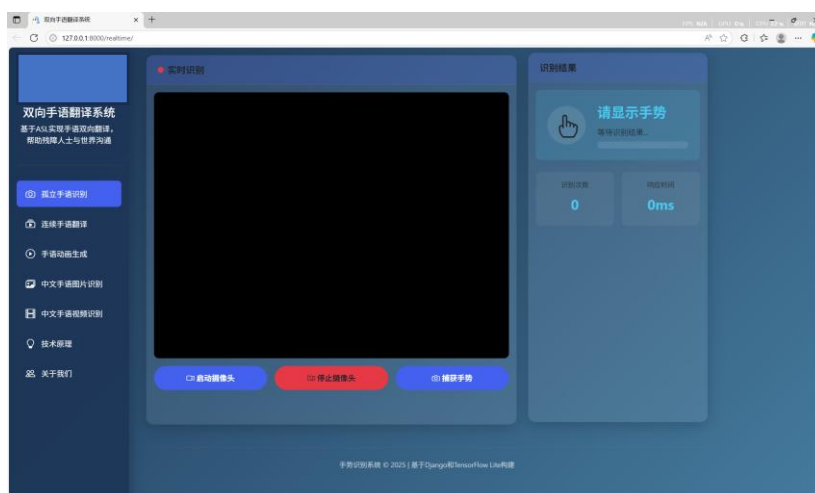 双向手语翻译系统
127.0.0.1:8000/realtime/
双向手语翻译系统
基于ASL实现手语双向翻译，
帮助残障人士与世界沟通
孤立手语识别
连续手语翻译
手语动画生成
中文手语图片识别
中文手语视频识别
技术原理
关于我们
实时识别
启动摄像头
停止摄像头
捕获手势
识别结果
请显示手势
等待识别结果...
识别次数
0
响应时间
0ms
手势识别系统 © 2025 | 基于Django和TensorFlow Lite构建